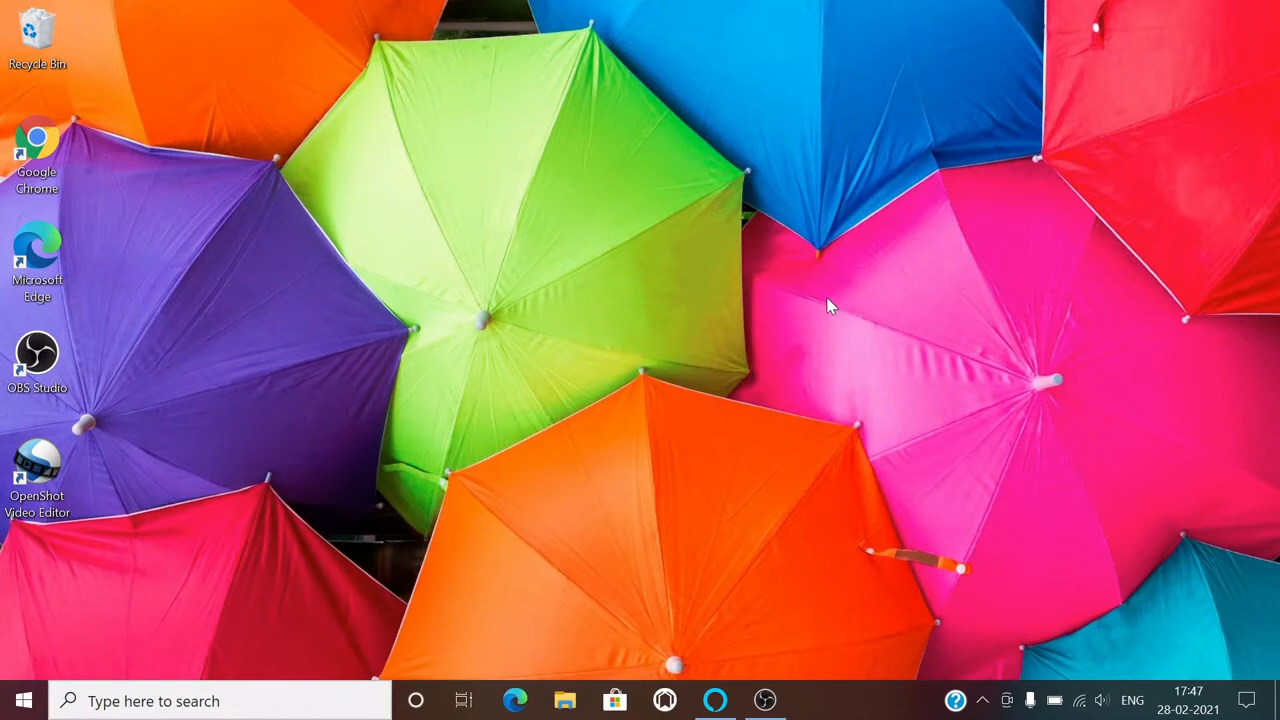 Recycle Bin
Google
Chrome
Microsoft
Edge
OBS Studio
OpenShot
Video Editor
Type here to search
ENG
17:47
28-02-2021